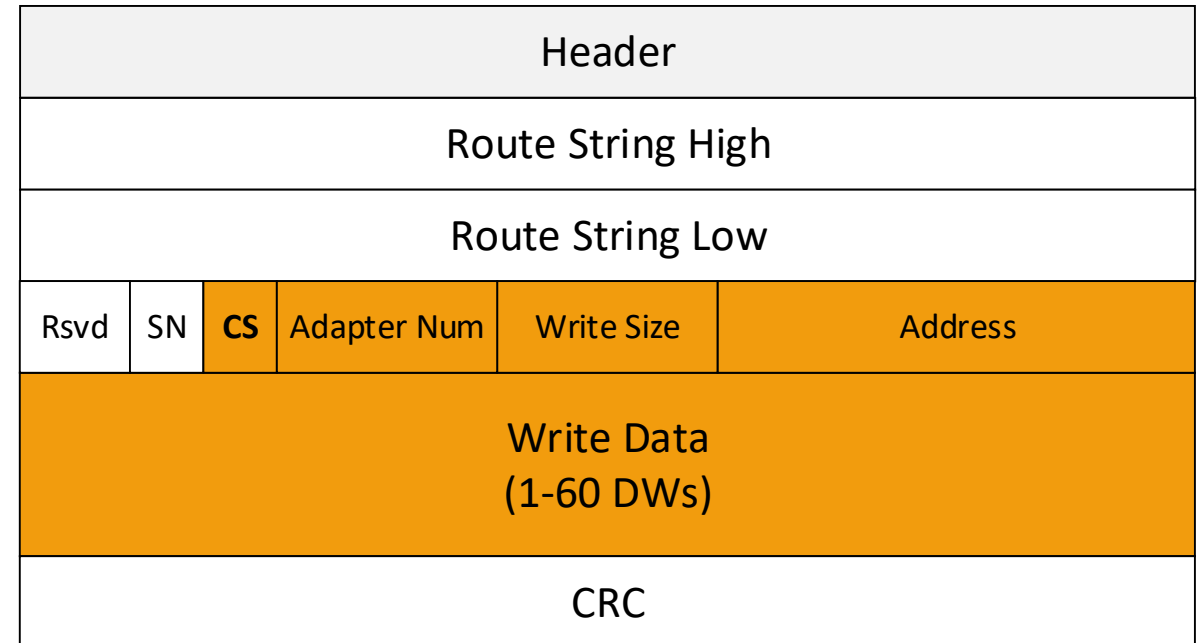 Header
Route String High
Route String Low
Rsvd SN CS Adapter Num Write Size Address
Write Data
(1-60 DWs)
CRC